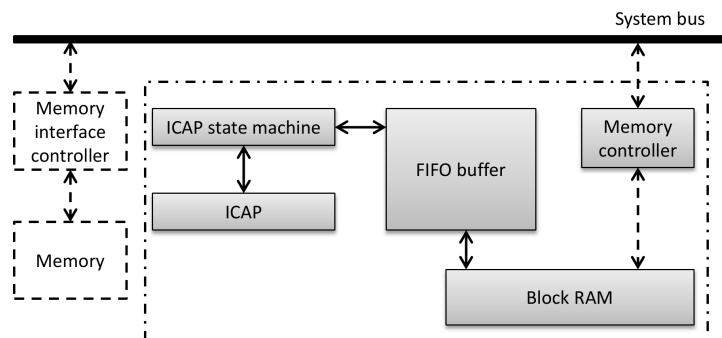 System bus
Memory
interface
controller
ICAP state machine
FIFO buffer
Memory
controller
ICAP
Memory
Block RAM